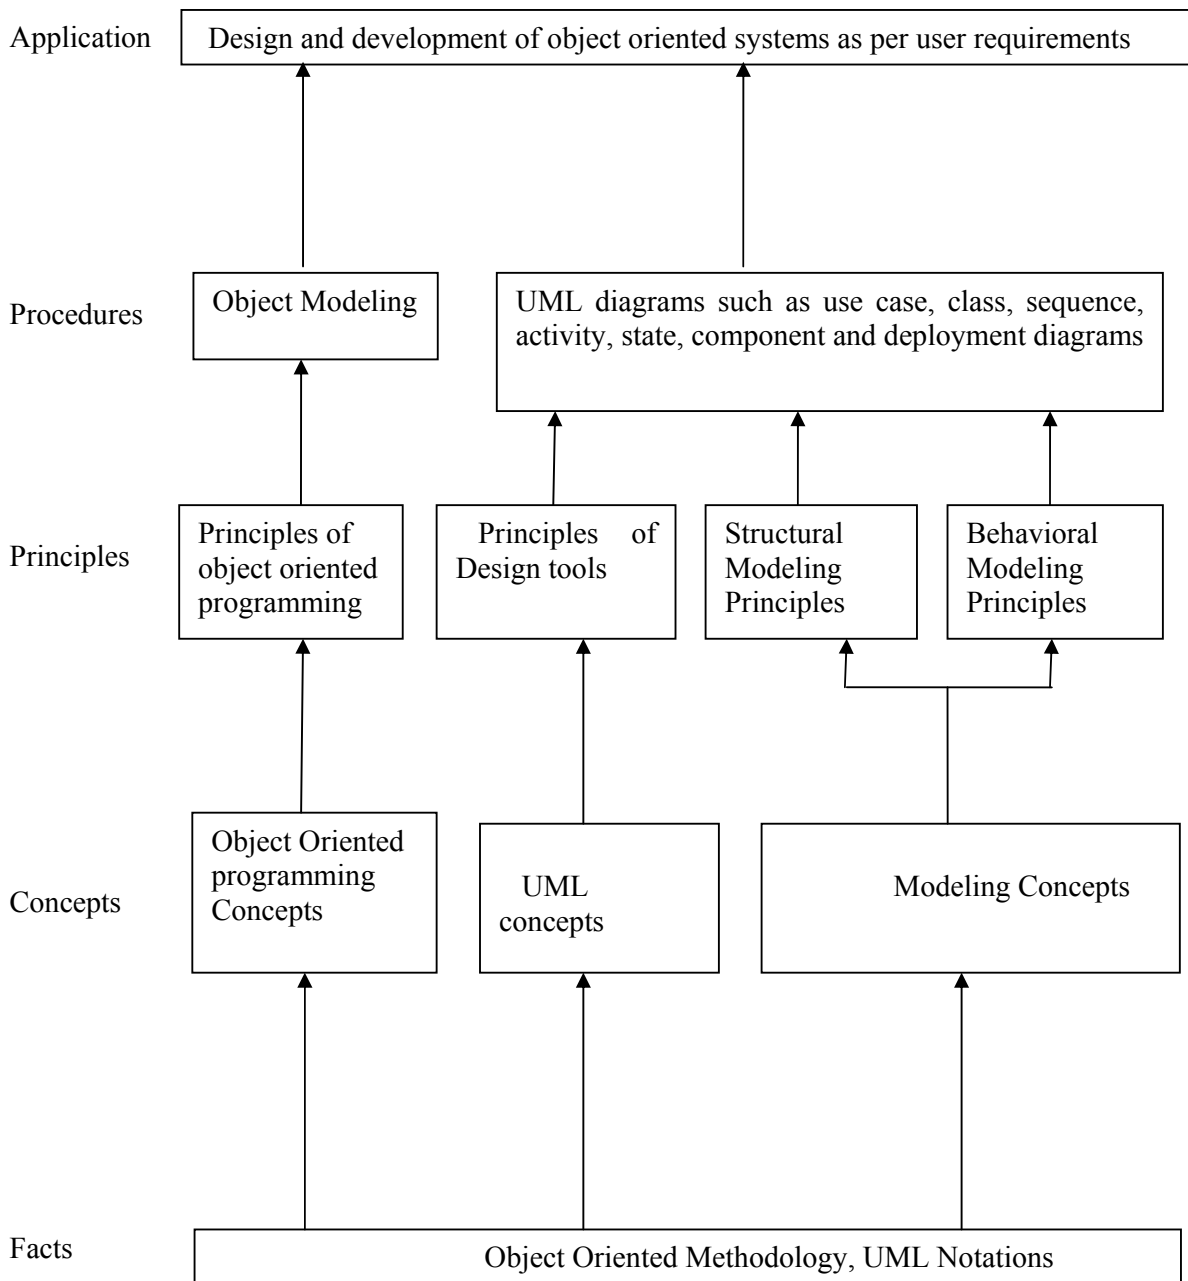 Application
Design and development of object oriented systems as per user requirements
Procedures
Object Modeling
UML diagrams such as use case, class, sequence,
activity, state, component and deployment diagrams
Principles
Principles of
object oriented
programming
Principles of
Design tools
Structural
Modeling
Principles
Behavioral
Modeling
Principles
Concepts
Object Oriented
programming
Concepts
UML
concepts
Modeling Concepts
Facts
Object Oriented Methodology, UML Notations